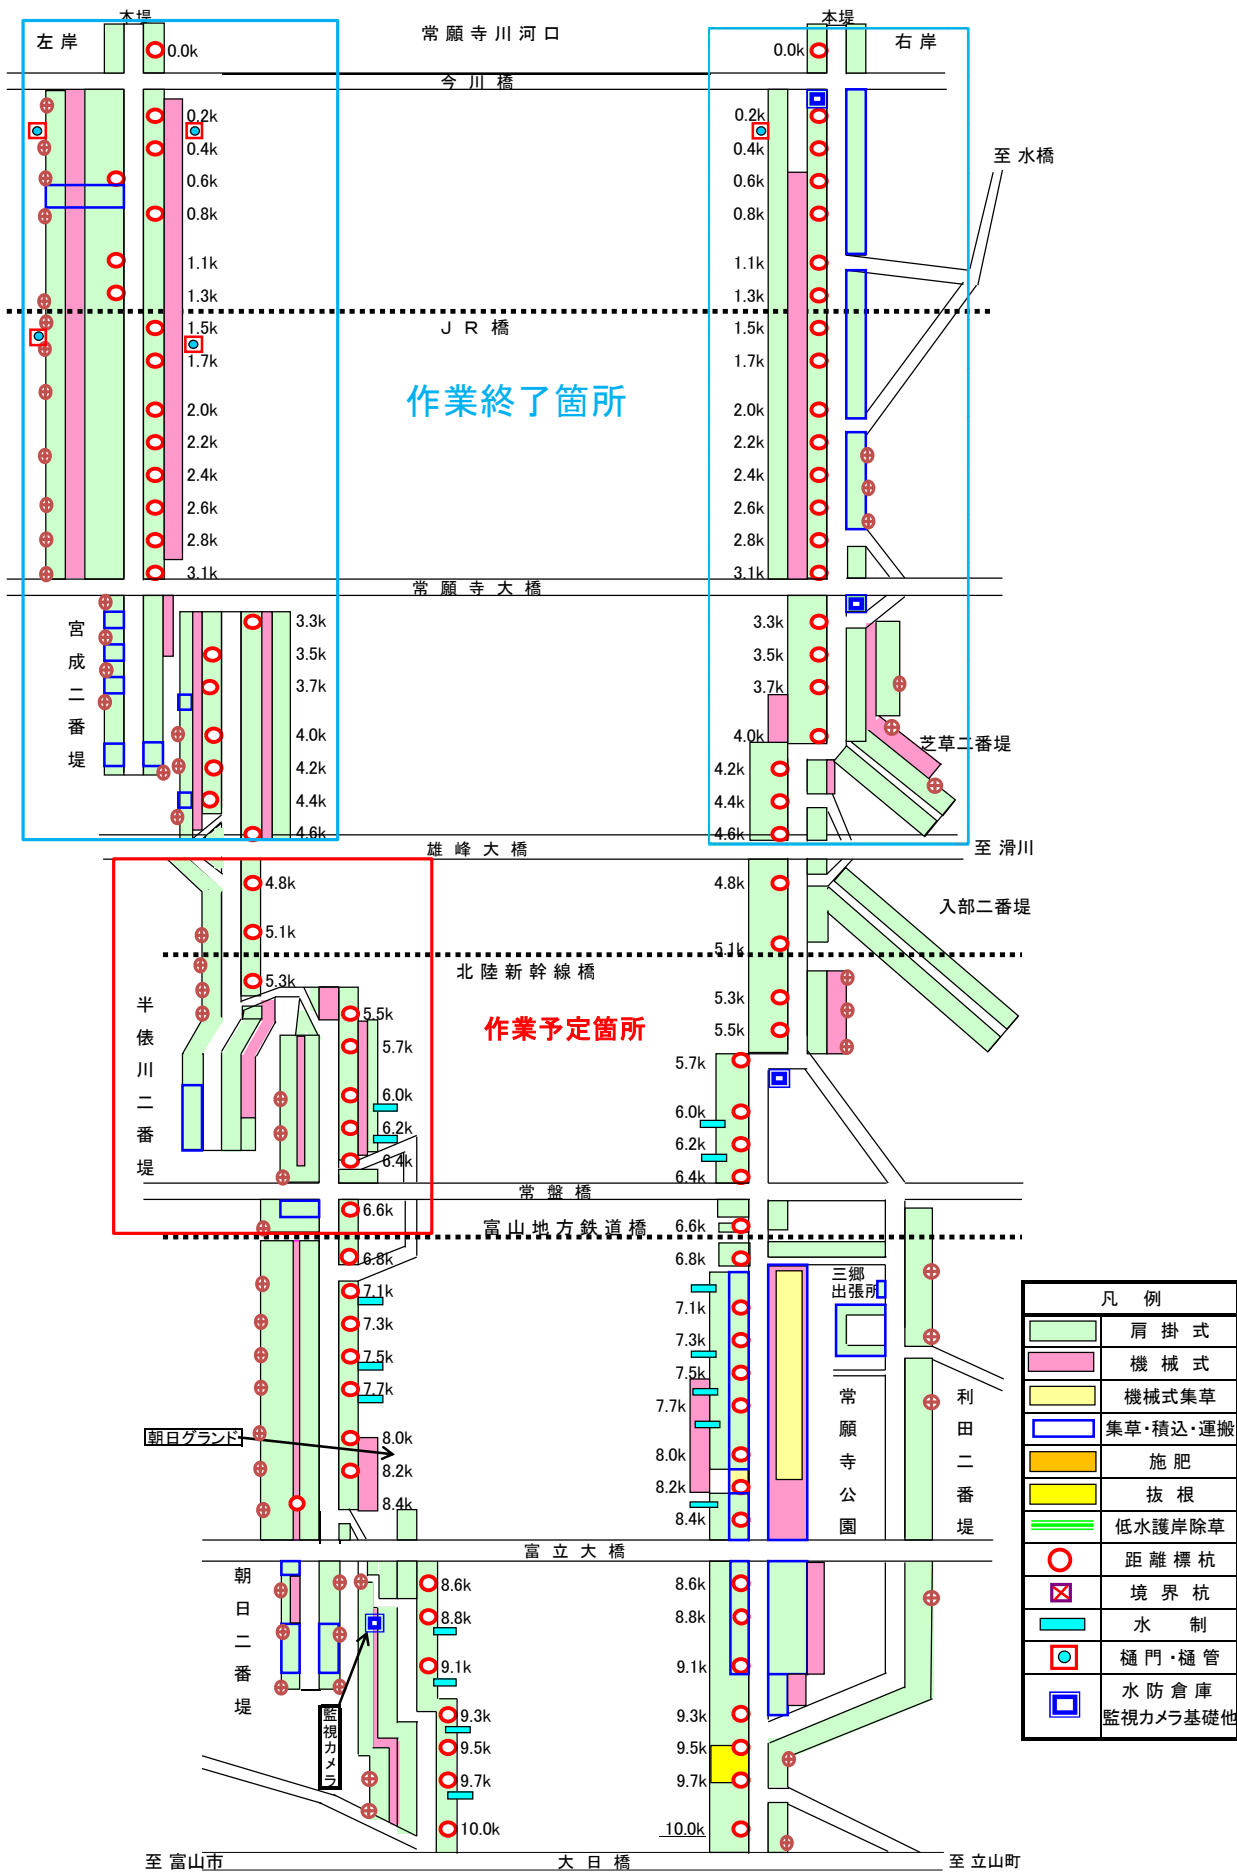 本堤
本堤
左岸
常願寺川河口
右岸
0.0k
0.0k
今川橋
0.2k
0.2k
0.4k
0.4k
至 水橋
0.6k
0.6k
0.8k
0.8k
1.1k
1.1k
1.3k
1.3k
1.5k
JR橋
1.5k
1.7k
1.7k
作業終了箇所
2.0k
2.0k
2.2k
2.2k
2.4k
2.4k
2.6k
2.6k
2.8k
2.8k
3.1k
3.1k
常願寺大橋
宮成二番堤
3.3k
3.3k
3.5k
3.5k
3.7k
3.7k
4.0k
4.0k
芝草二番堤
4.2k
4.2k
4.4k
4.4k
4.6k
4.6k
雄峰大橋
至 滑川
4.8k
4.8k
入部二番堤
5.1k
5.1k
北陸新幹線橋
5.3k
5.3k
半俵川二番堤
5.5k
作業予定箇所
5.5k
5.7k
5.7k
6.0k
6.0k
6.2k
6.2k
6.4k
6.4k
常盤橋
6.6k
富山地方鉄道橋
6.6k
6.8k
6.8k
三郷
出張所
7.1k
7.1k
7.3k
7.3k
7.5k
7.5k
7.7k
7.7k
常願寺公園
利田二番堤
朝日グランド
8.0k
8.0k
8.2k
8.2k
8.4k
8.4k
富立大橋
朝日二番堤
8.6k
8.6k
8.8k
8.8k
9.1k
9.1k
監視カメラ
9.3k
9.3k
9.5k
9.5k
9.7k
9.7k
10.0k
10.0k
至 富山市
大日橋
至 立山町
凡例
肩掛式
機械式
機械式集草
集草・積込・運搬
施肥
抜根
低水護岸除草
距離標杭
境界杭
水制
樋門・樋管
水防倉庫
監視カメラ基礎他